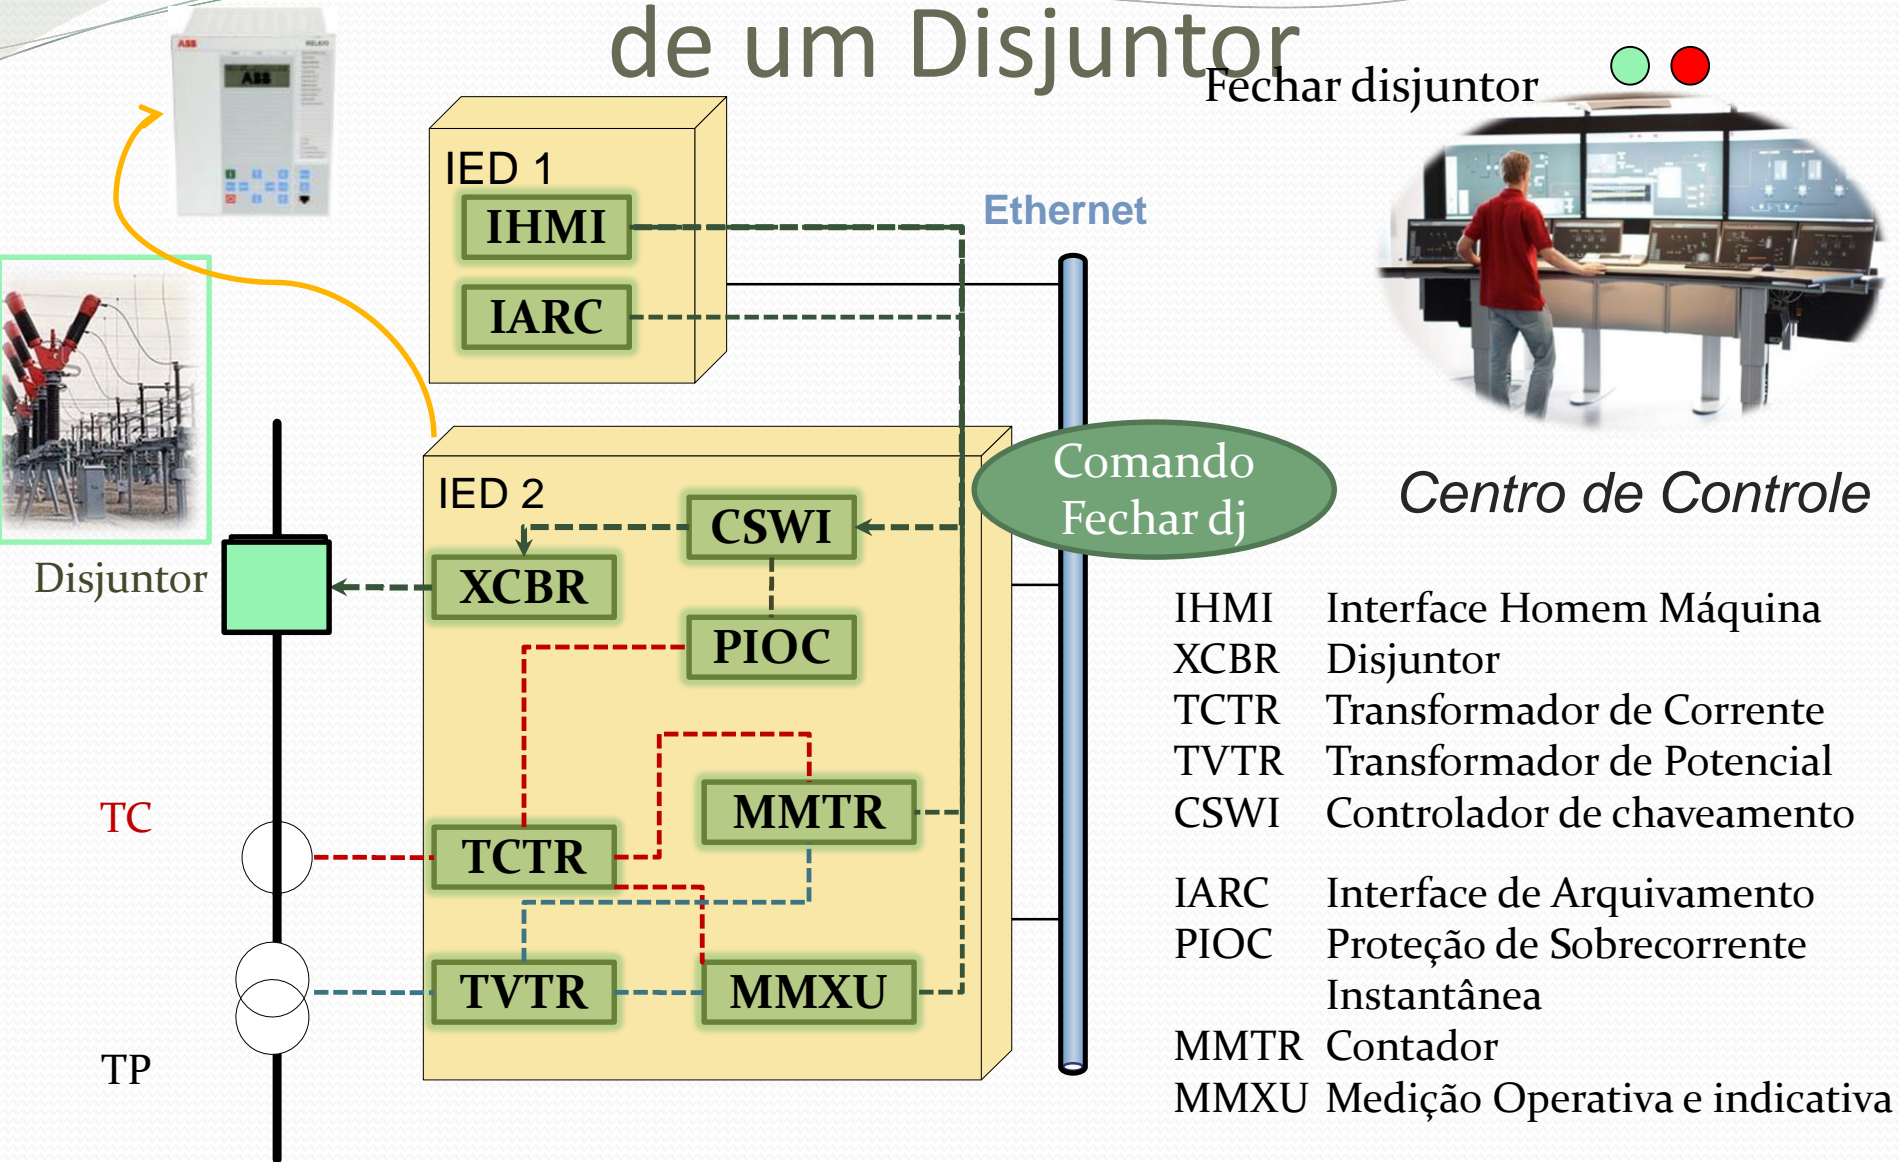 de um Disjuntor
Fechar disjuntor
ABB
REL670
ABB
IED 1
IHMI
IARC
Ethernet
IED 2
CSWI
XCBR
PIOC
MMTR
TCTR
TVTR
MMXU
Comando
Fechar dj
Centro de Controle
Disjuntor
TC
TP
IHMI Interface Homem Máquina
XCBR Disjuntor
TCTR Transformador de Corrente
TVTR Transformador de Potencial
CSWI Controlador de chaveamento
IARC Interface de Arquivamento
PIOC Proteção de Sobrecorrente
Instantânea
MMTR Contador
MMXU Medição Operativa e indicativa